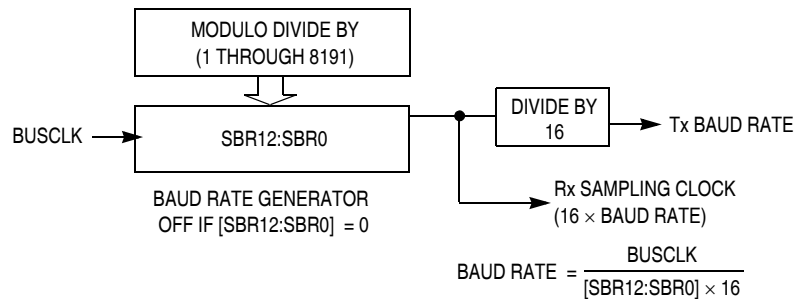 MODULO DIVIDE BY
(1 THROUGH 8191)
BUSCLK
SBR12:SBR0
DIVIDE BY
16
Tx BAUD RATE
BAUD RATE GENERATOR
OFF IF [SBR12:SBR0] = 0
Rx SAMPLING CLOCK
(16 × BAUD RATE)
BAUD RATE =
BUSCLK
[SBR12:SBR0] × 16